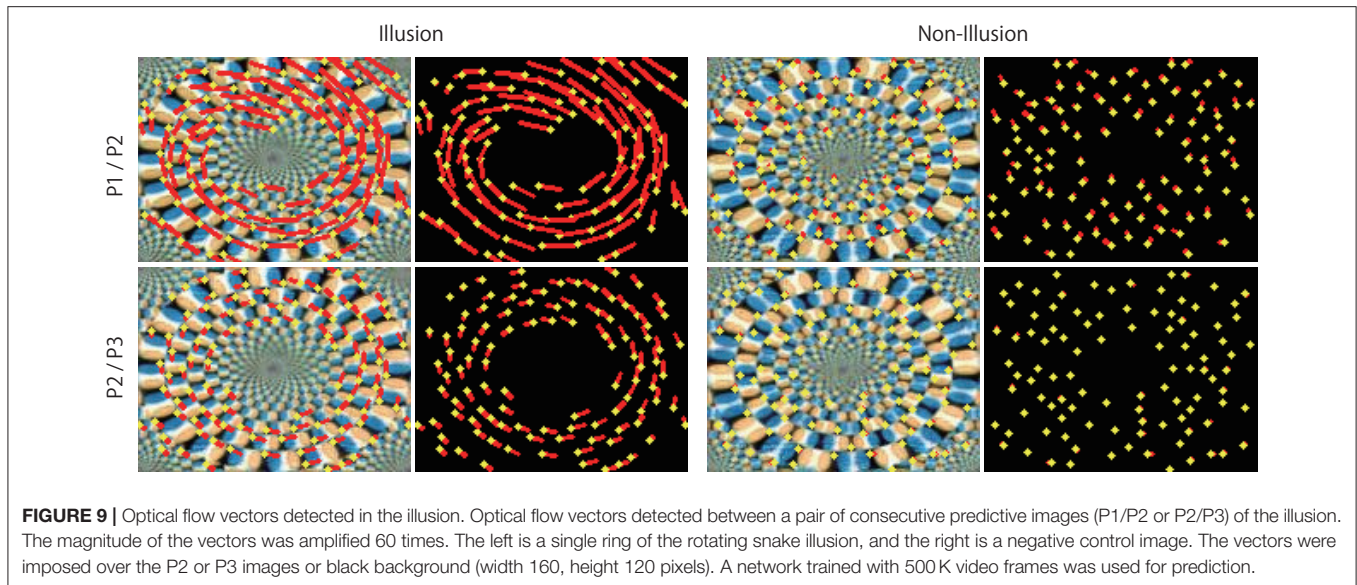 Illusion
Non-Illusion
P1 / P2
P2 / P3
FIGURE 9 | Optical flow vectors detected in the illusion. Optical flow vectors detected between a pair of consecutive predictive images (P1/P2 or P2/P3) of the illusion.
The magnitude of the vectors was amplified 60 times. The left is a single ring of the rotating snake illusion, and the right is a negative control image. The vectors were
imposed over the P2 or P3 images or black background (width 160, height 120 pixels). A network trained with 500 K video frames was used for prediction.